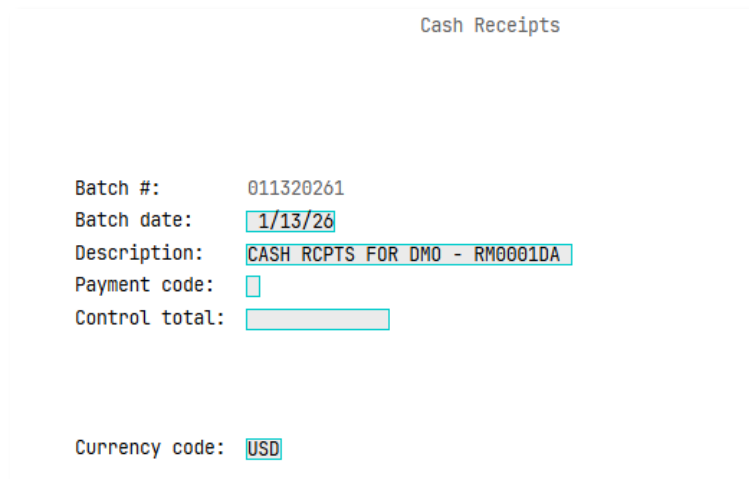 Cash Receipts
Batch #: 011320261
Batch date: 1/13/26
Description: CASH RCPTS FOR DMO - RM0001DA
Payment code:
Control total:
Currency code: USD